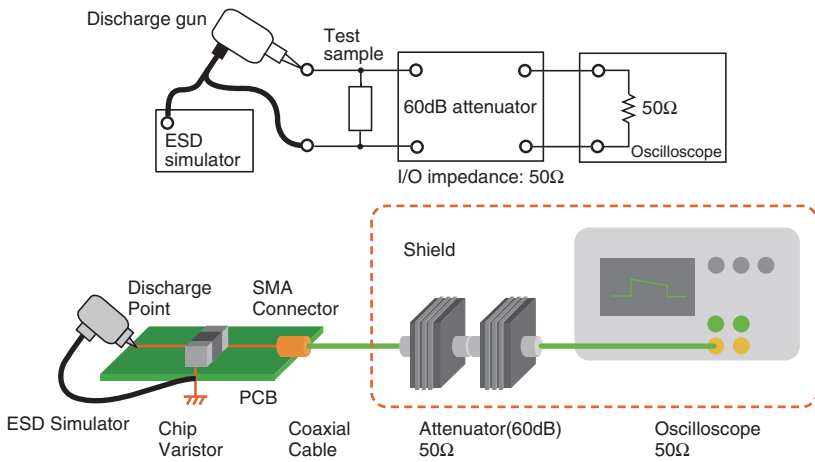 Discharge gun
Test
sample
ESD
simulator
60dB attenuator
50Ω
Oscilloscope
I/O impedance: 50Ω
Shield
Discharge
Point
SMA
Connector
PCB
ESD Simulator
Chip
Varistor
Coaxial
Cable
Attenuator(60dB)
50Ω
Oscilloscope
50Ω